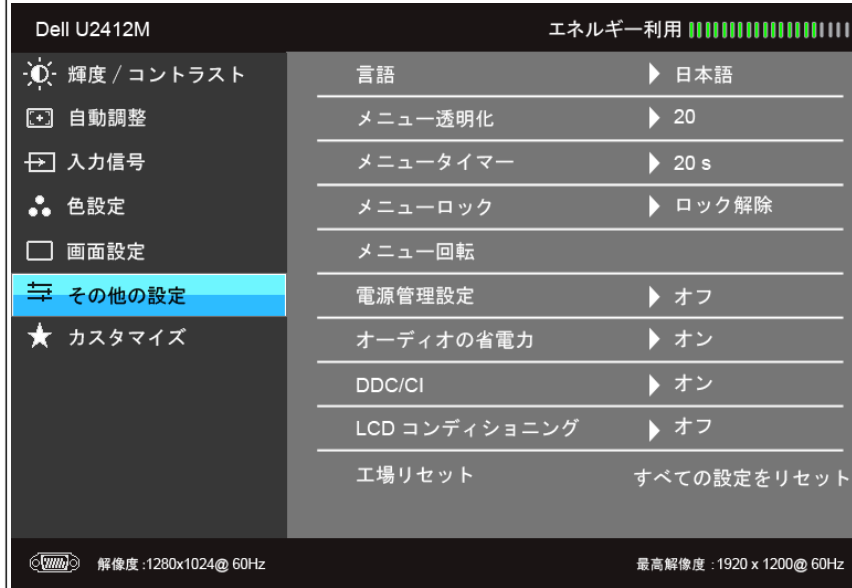 Dell U2412M エネルギー利用
輝度 / コントラスト
自動調整
入力信号
色設定
画面設定
その他の設定
カスタマイズ
言語 日本語
メニュー透明化 20
メニュータイマー 20 s
メニューロック ロック解除
メニュー回転
電源管理設定 オフ
オーディオの省電力 オン
DDC/CI オン
LCD コンディショニング オフ
工場リセット すべての設定をリセット
解像度 :1280x1024@ 60Hz 最高解像度 : 1920 x 1200@ 60Hz